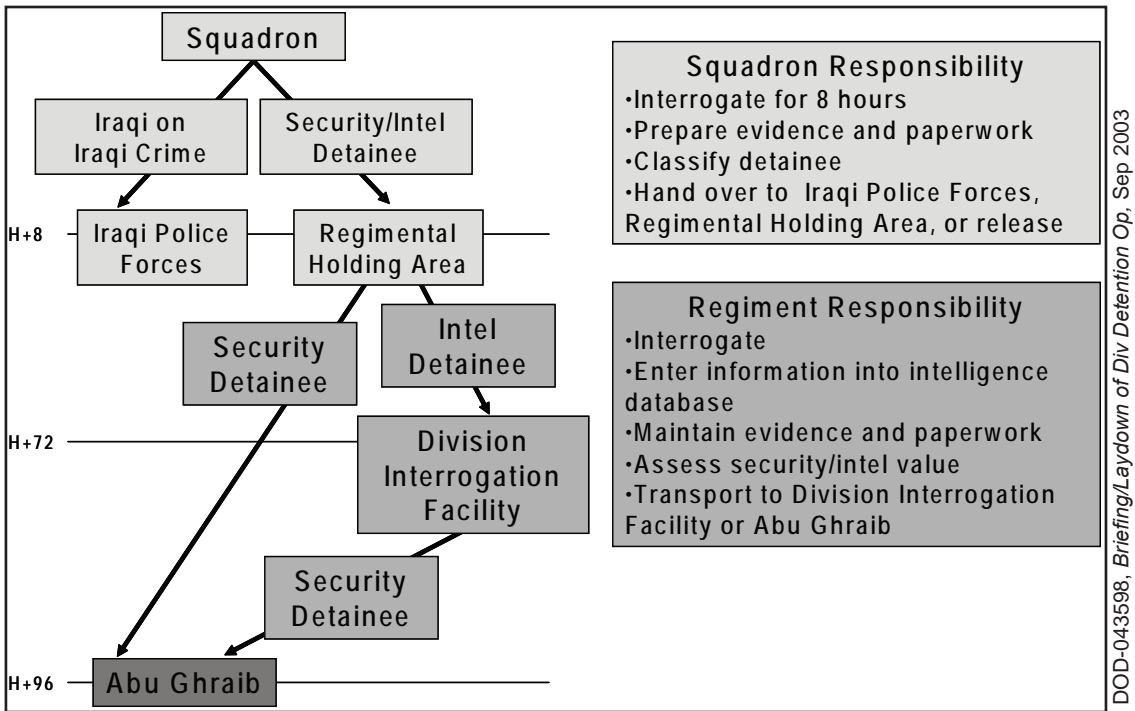 Squadron
Iraqi on
Iraqi Crime
Security/Intel
Detainee
H+8
Iraqi Police
Forces
Regimental
Holding Area
Security
Detainee
Intel
Detainee
H+72
Division
Interrogation
Facility
Security
Detainee
H+96
Abu Ghraib
Squadron Responsibility
•Interrogate for 8 hours
•Prepare evidence and paperwork
•Classify detainee
•Hand over to Iraqi Police Forces,
Regimental Holding Area, or release
Regiment Responsibility
•Interrogate
•Enter information into intelligence
database
•Maintain evidence and paperwork
•Assess security/intel value
•Transport to Division Interrogation
Facility or Abu Ghraib
DOD-043598, Briefing/Laydown of Div Detention Op, Sep 2003